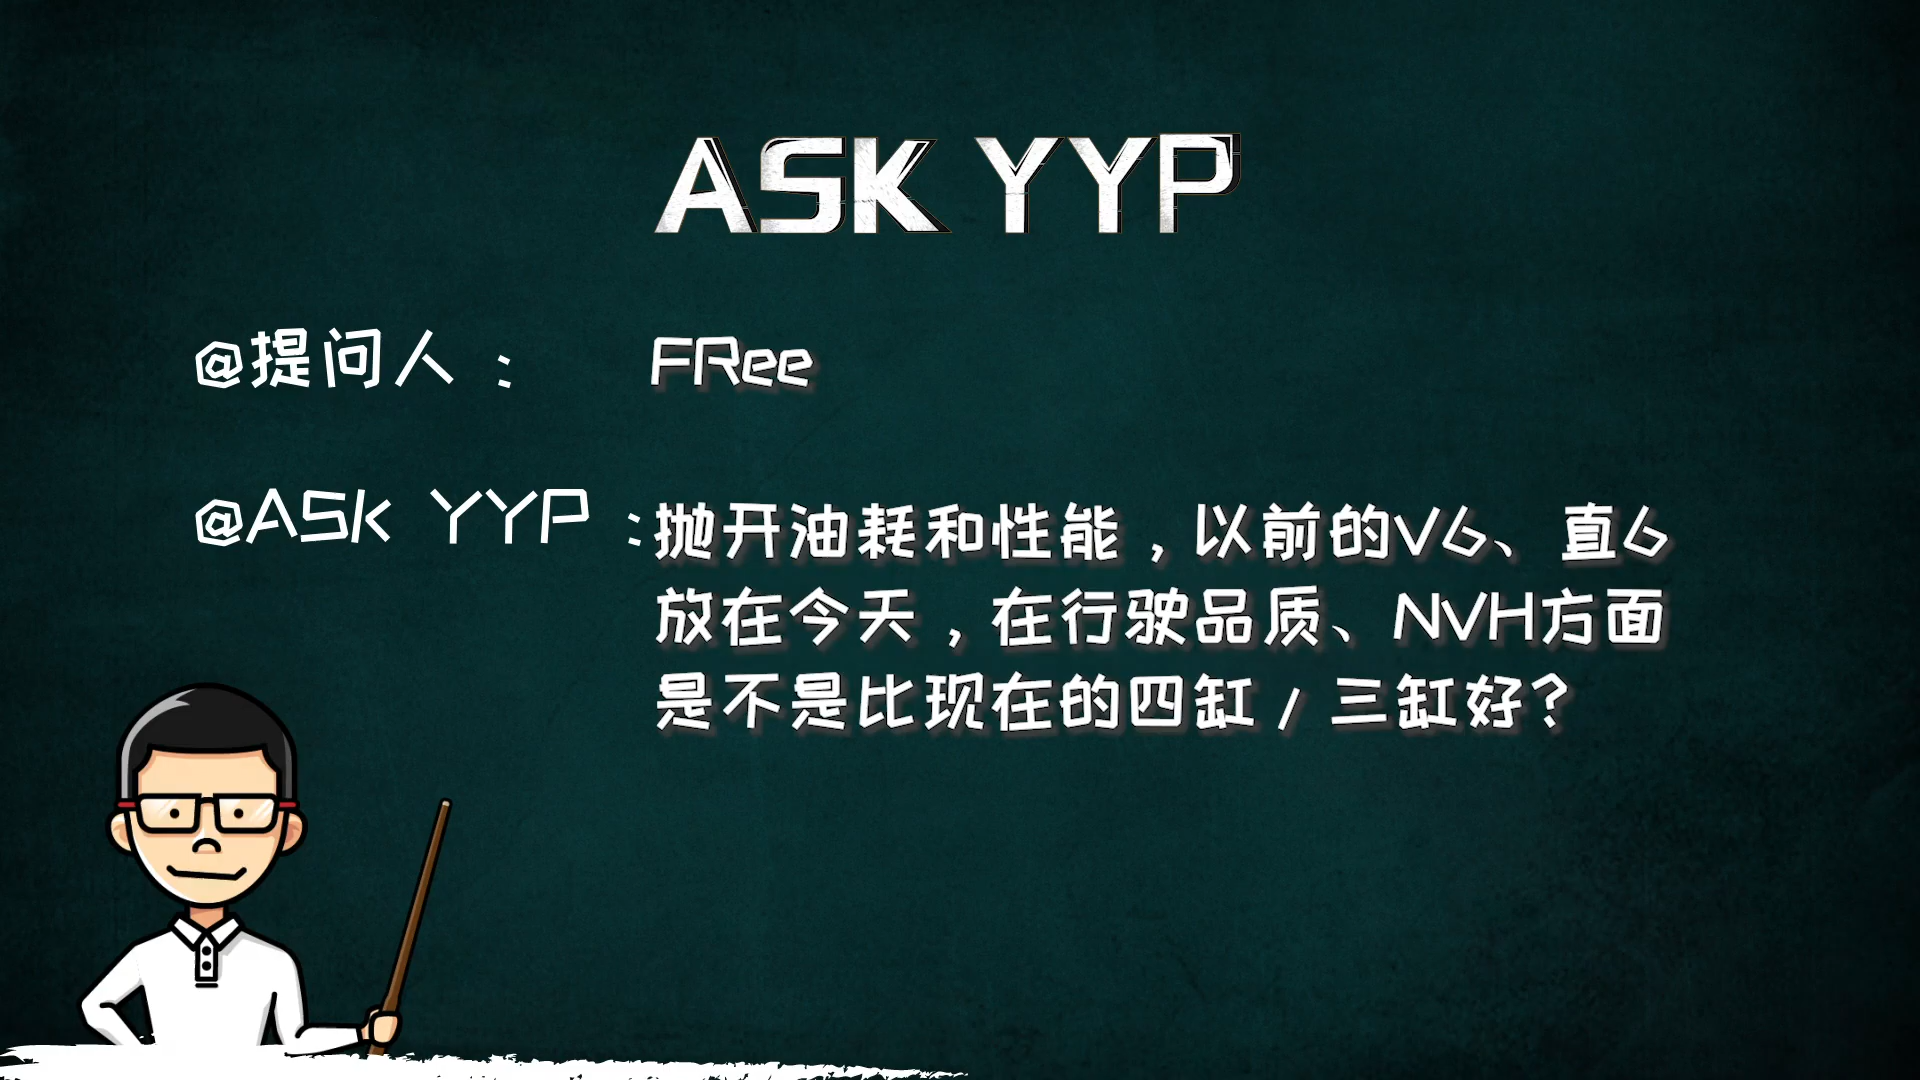 ASK YYP
@提问人 : FRee
@ASK YYP :抛开油耗和性能，以前的V6、直6
放在今天，在行驶品质、NVH方面
是不是比现在的四缸 / 三缸好?